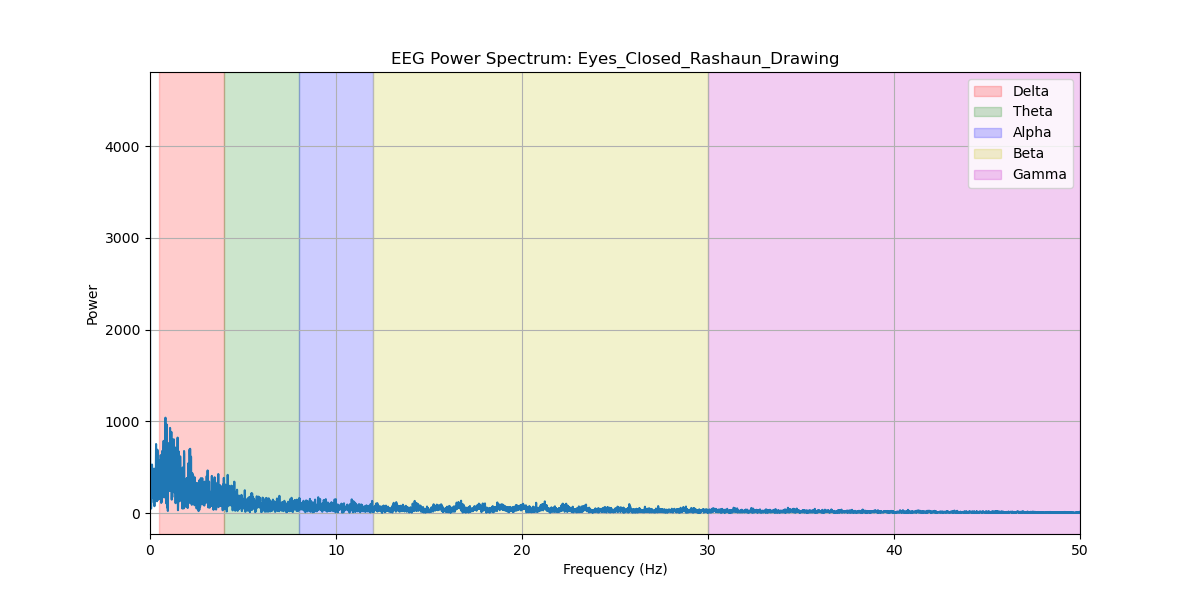 EEG Power Spectrum: Eyes_Closed_Rashaun_Drawing
Delta
Theta
Alpha
Beta
Gamma
4000
3000
2000
1000
0
Power
0 10 20 30 40 50
Frequency (Hz)